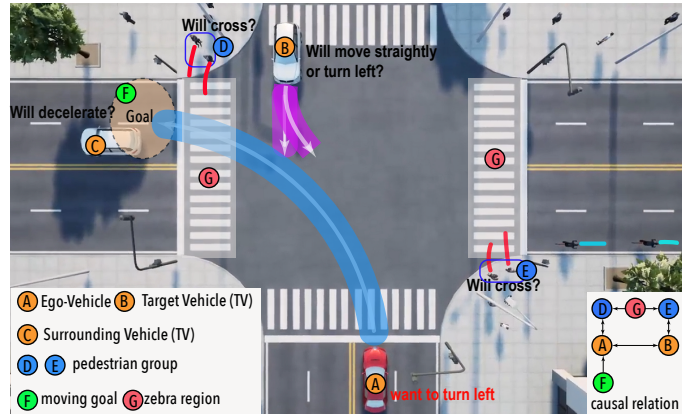 Will cross?
D
B
Will move straightly
or turn left?
F
Will decelerate?
Goal
C
G
G
E
Will cross?
A
want to turn left
A Ego-Vehicle B Target Vehicle (TV)
C Surrounding Vehicle (TV)
D E pedestrian group
F moving goal G zebra region
D G E
A B
F
causal relation